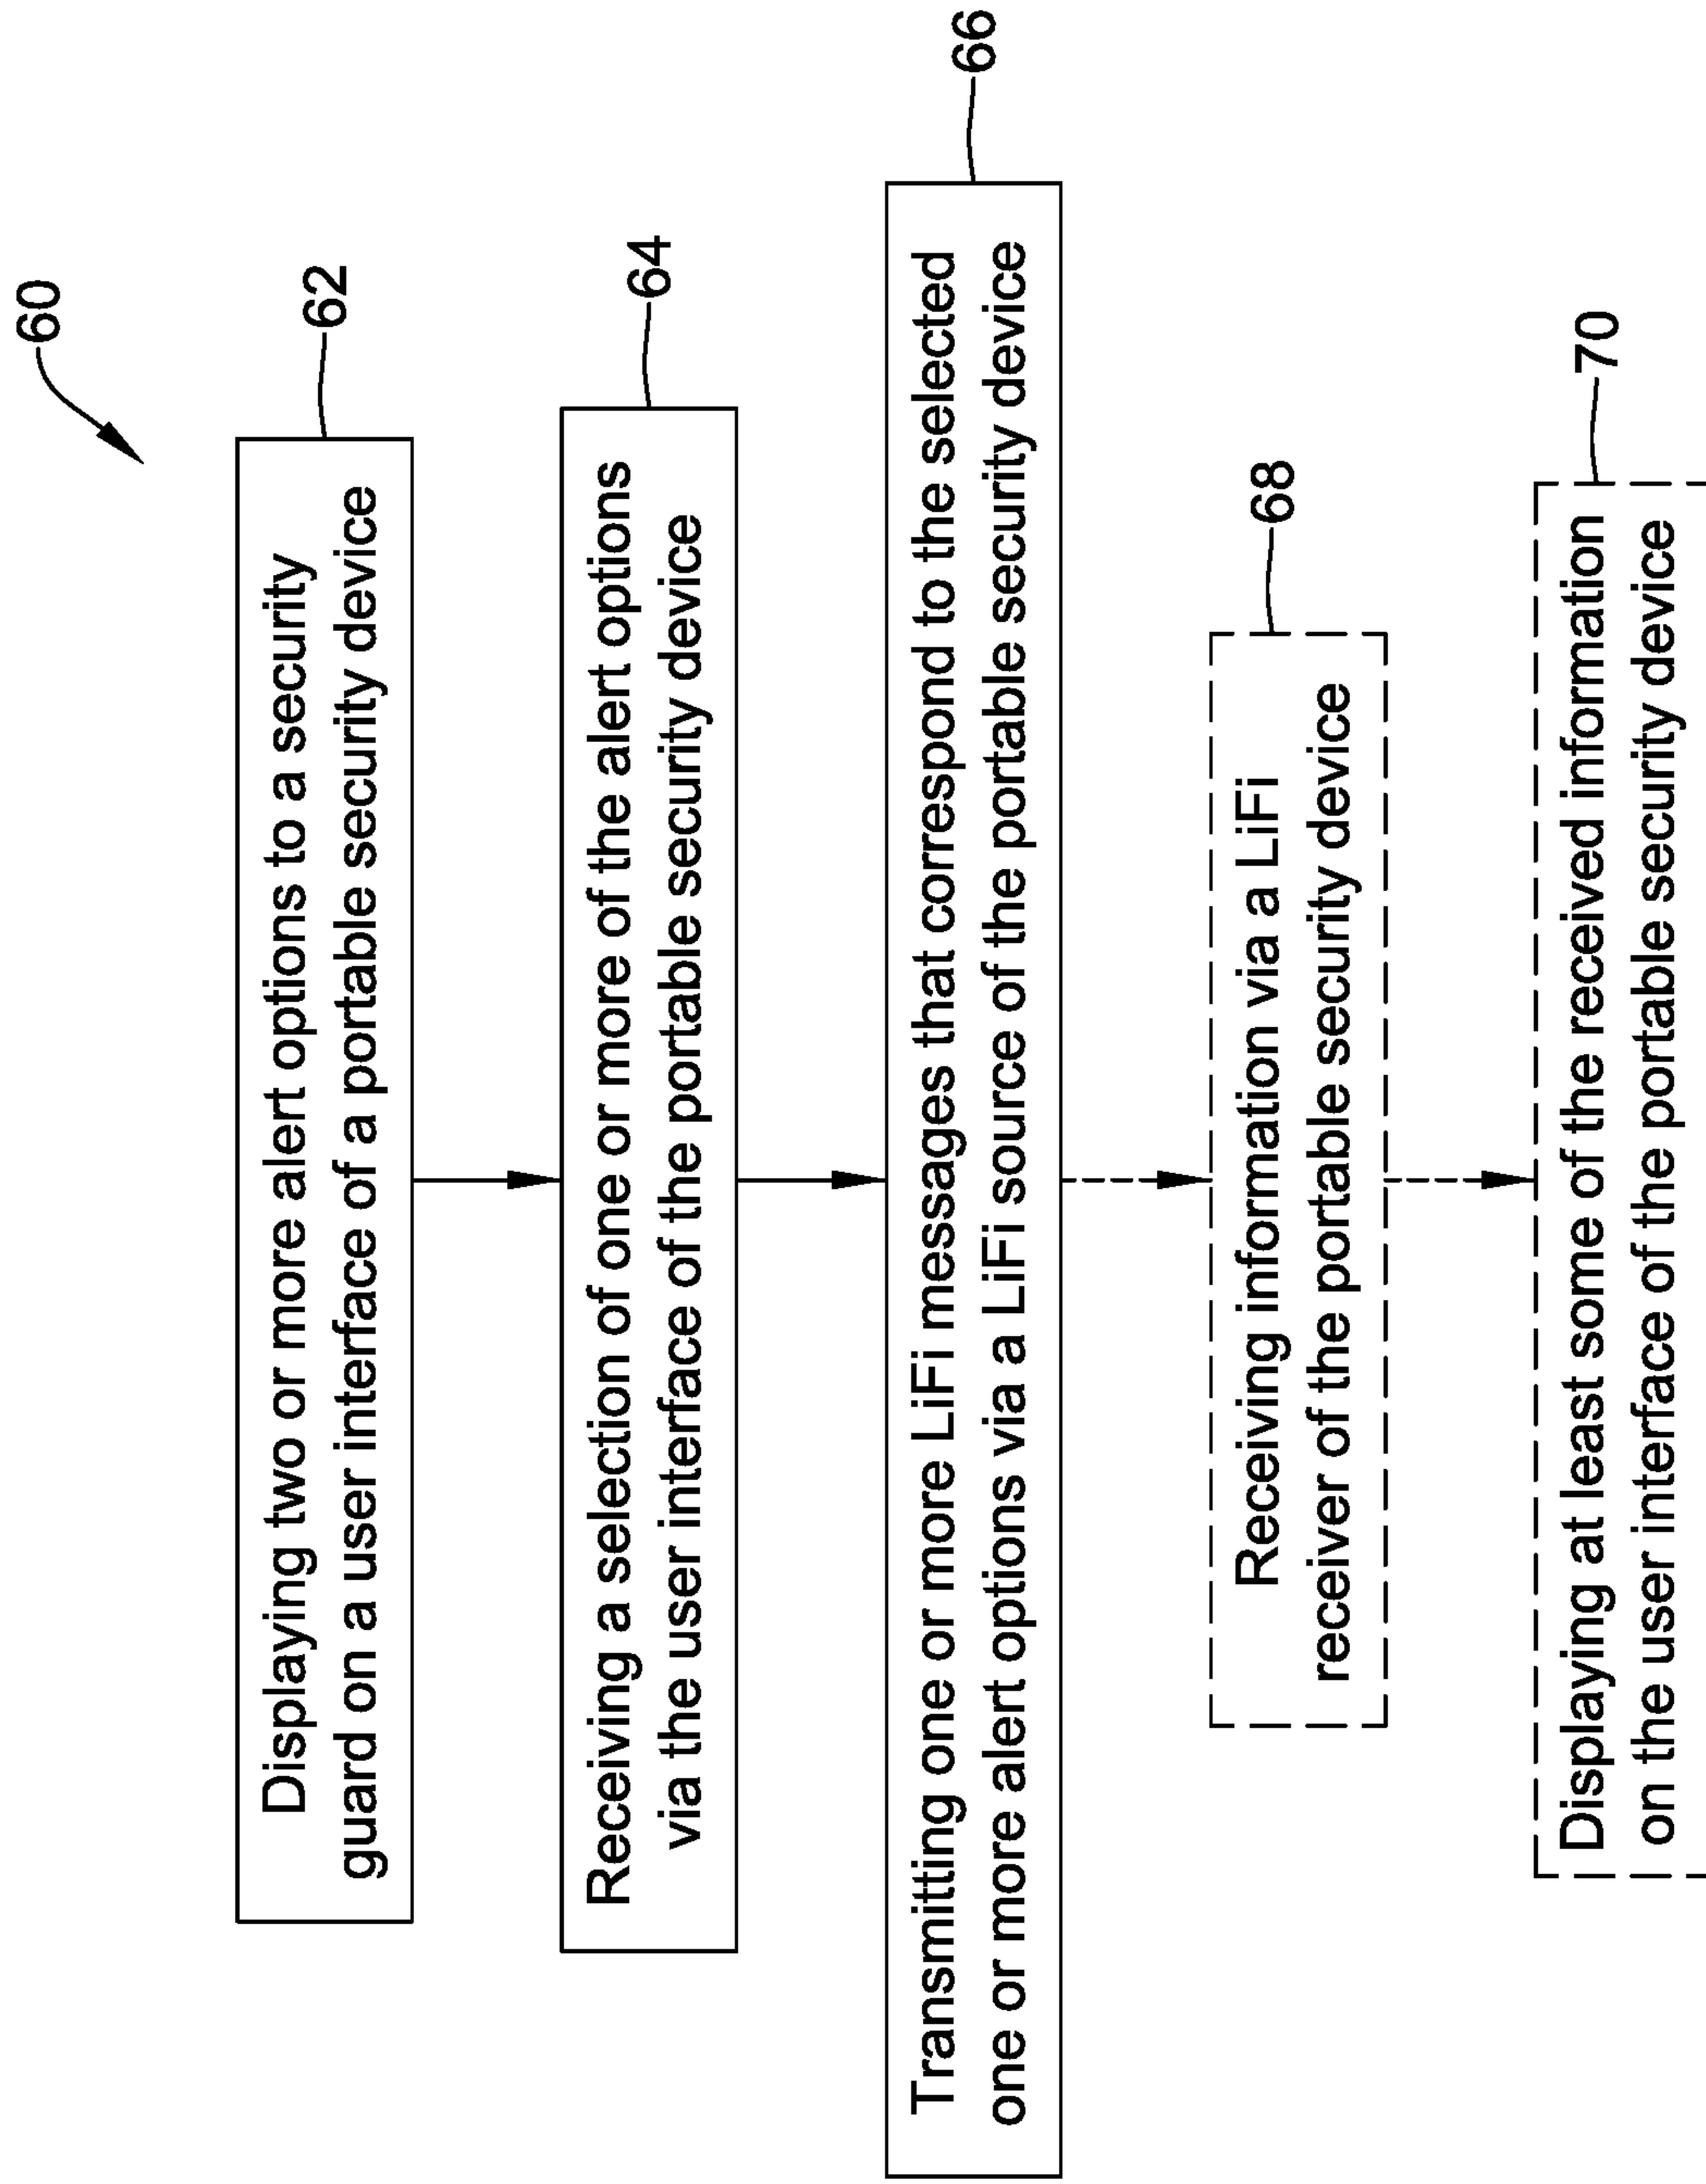 60
Displaying two or more alert options to a security
guard on a user interface of a portable security device
62
Receiving a selection of one or more of the alert options
via the user interface of the portable security device
64
Transmitting one or more LiFi messages that correspond to the selected
one or more alert options via a LiFi source of the portable security device
66
Receiving information via a LiFi
receiver of the portable security device
68
Displaying at least some of the received information
on the user interface of the portable security device
70